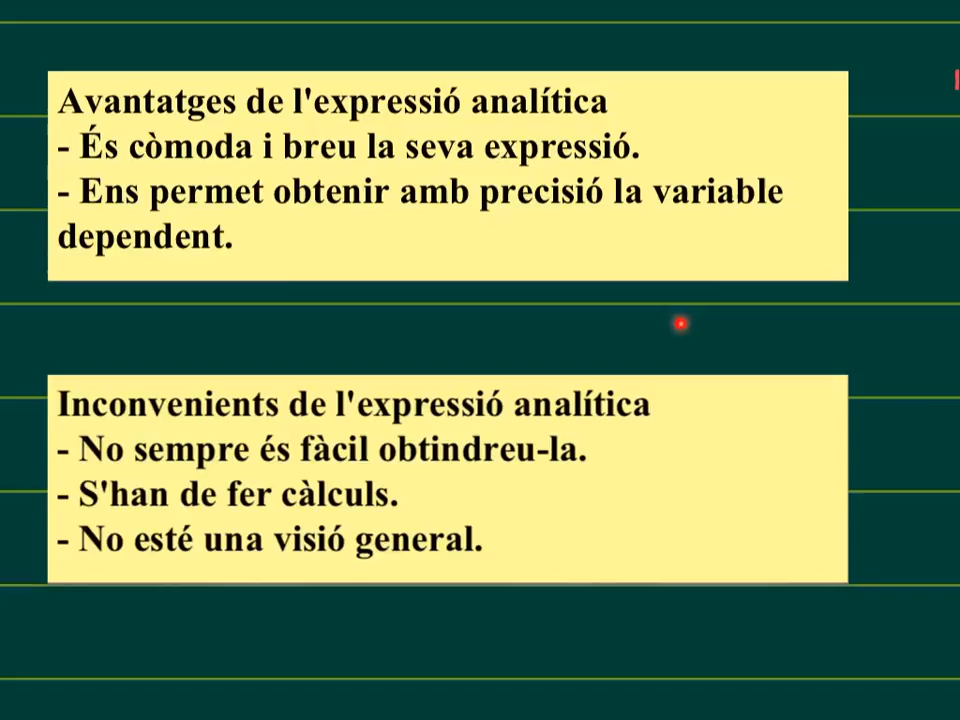 Avantatges de l'expressió analítica
- És còmoda i breu la seva expressió.
- Ens permet obtenir amb precisió la variable
dependent.
Inconvenients de l'expressió analítica
- No sempre és fàcil obtindreu-la.
- S'han de fer càlculs.
- No esté una visió general.